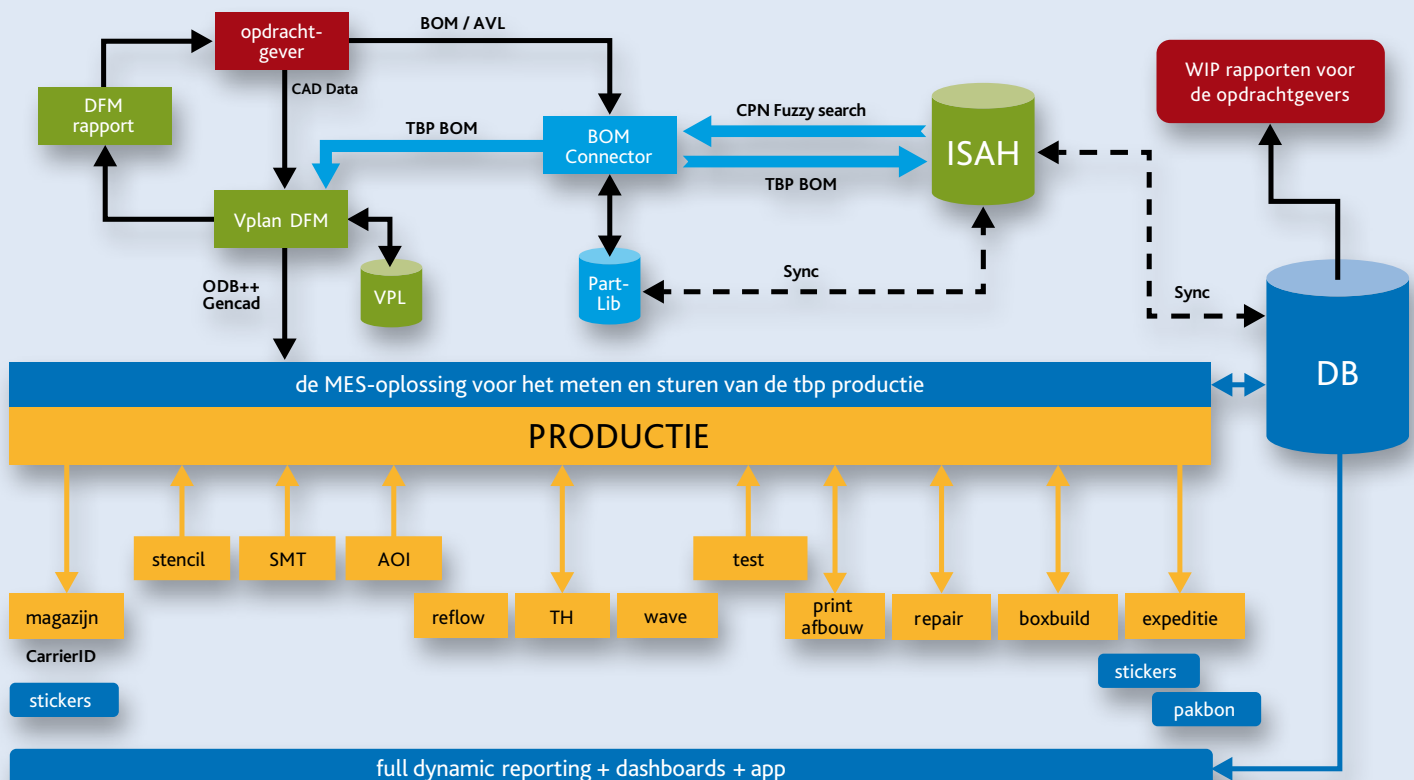 opdracht-
gever
BOM / AVL
CAD Data
DFM
rapport
TBP BOM
BOM
Connector
CPN Fuzzy search
TBP BOM
ISAH
WIP rapporten voor
de opdrachtgevers
Vplan DFM
VPL
ODB++
Gencad
Part-
Lib
Sync
Sync
DB
de MES-oplossing voor het meten en sturen van de tbp productie
PRODUCTIE
stencil
SMT
AOI
test
magazijn
reflow
TH
wave
print
afbouw
repair
boxbuild
expeditie
CarrierID
stickers
stickers
pakbon
full dynamic reporting + dashboards + app